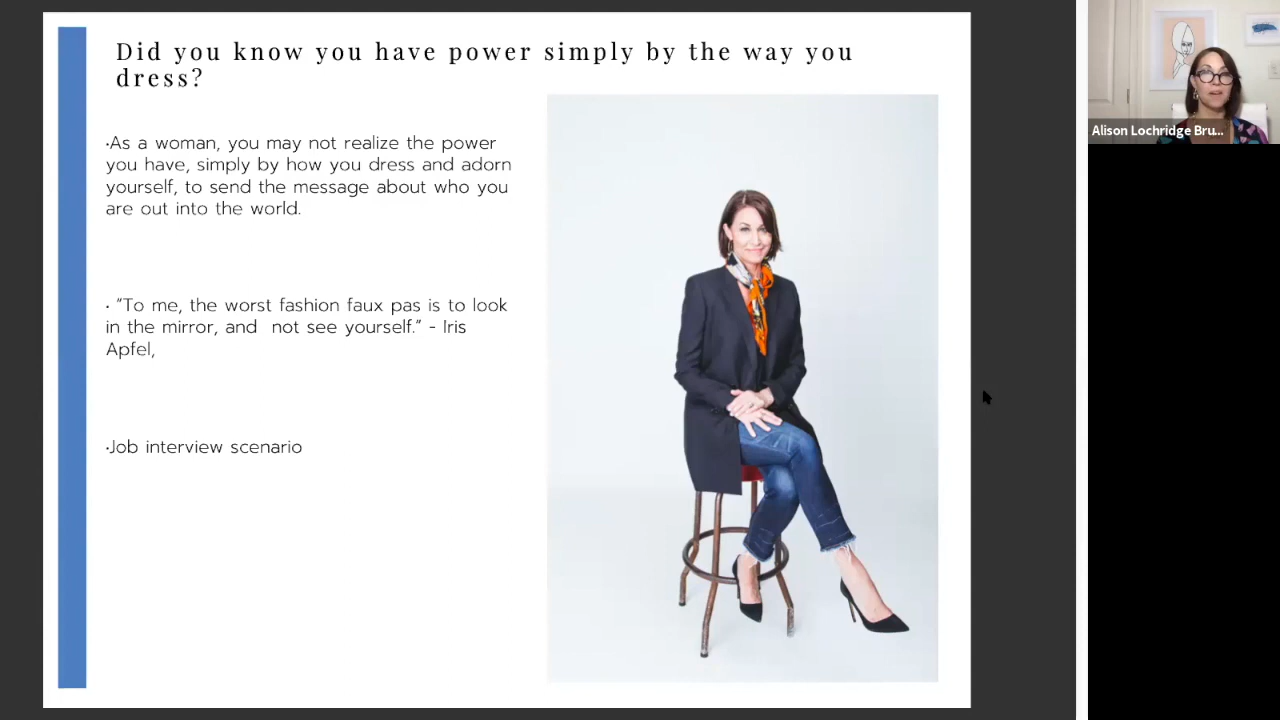 Did you know you have power simply by the way you
dress?
•As a woman, you may not realize the power
you have, simply by how you dress and adorn
yourself, to send the message about who you
are out into the world.
• “To me, the worst fashion faux pas is to look
in the mirror, and  not see yourself.” - Iris
Apfel,
•Job interview scenario
Alison Lochridge Bru...